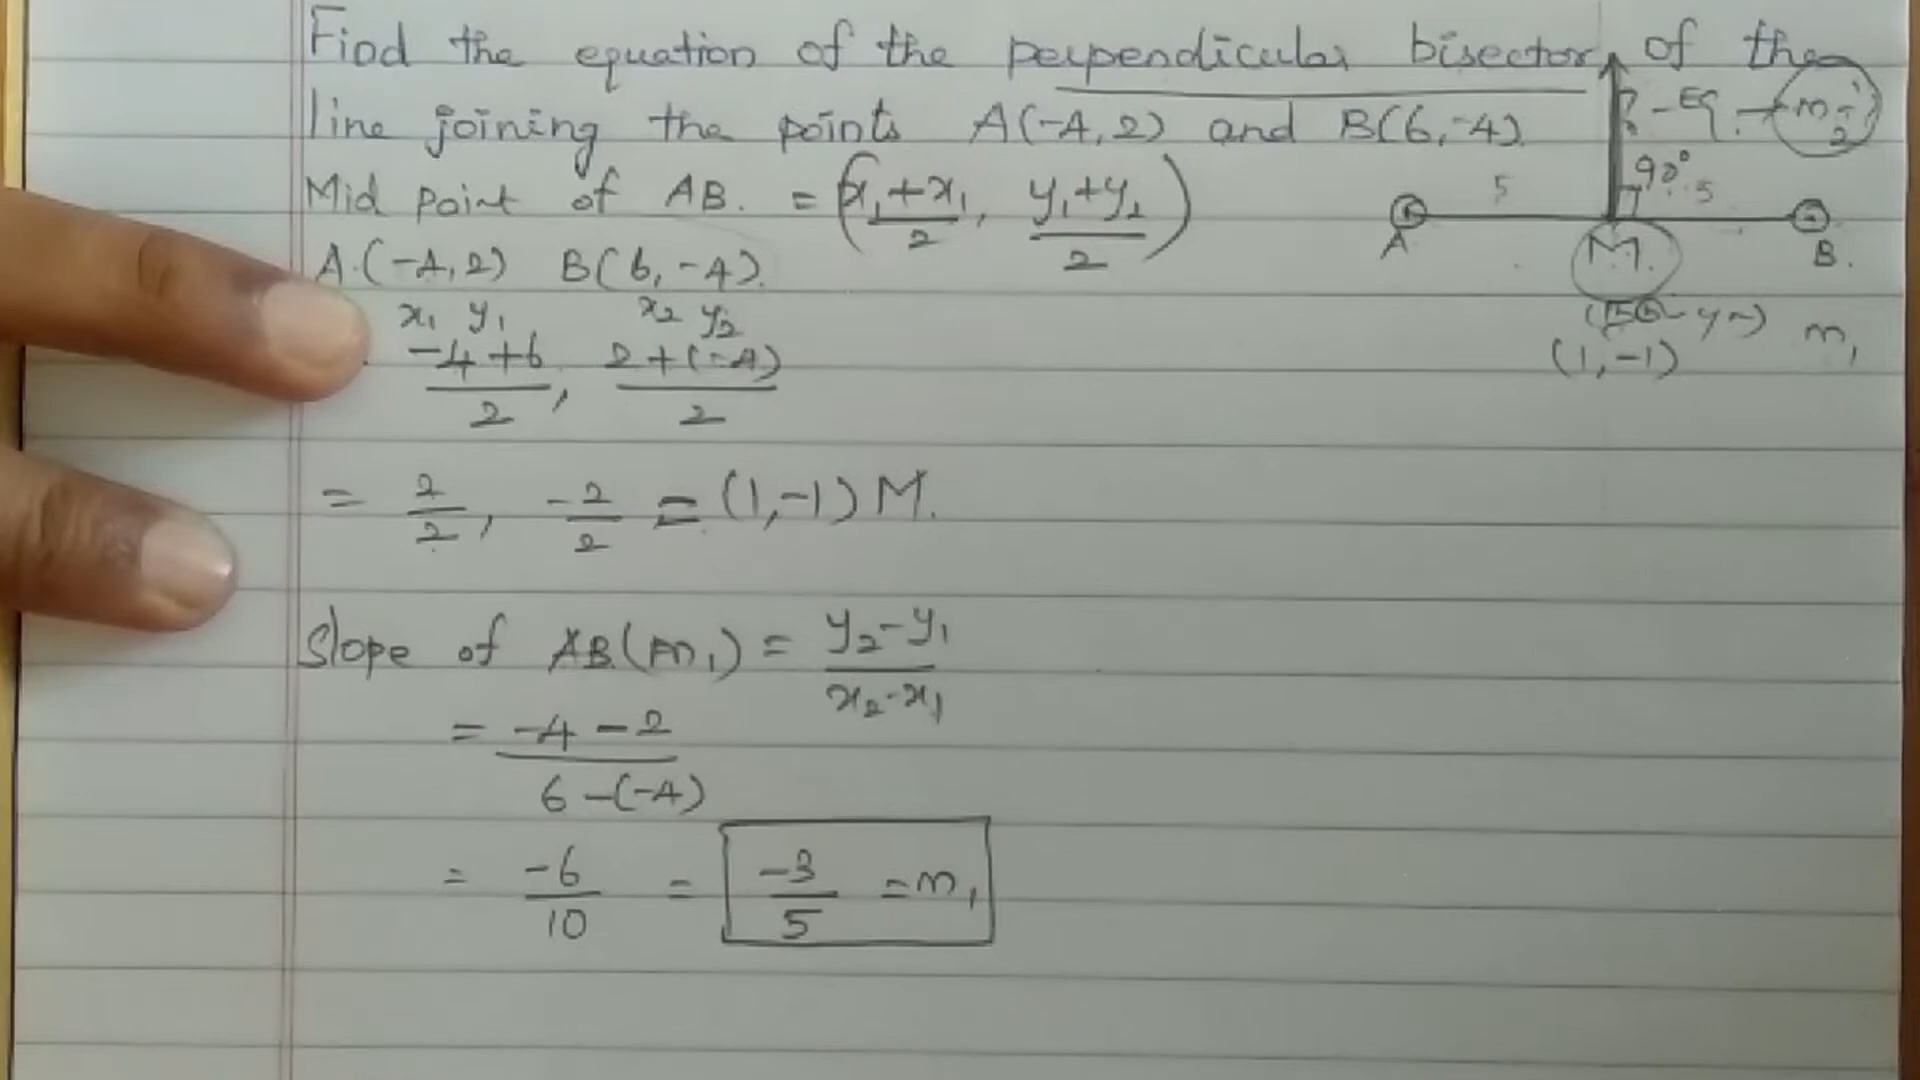 Find the equation of the perpendicular bisector of the
line joining the points A(-4,2) and B(6,-4)
? - Eq. → m2
90°
5 5
A M. B.
(1,-1) m1
Mid point of AB. = (x1+x1/2, y1+y2/2)
A.(-4,2) B(6,-4).
x1 y1 x2 y2
-4+6/2, 2+(-4)/2
= 2/2, -2/2 = (1,-1) M.
Slope of AB(m1) = y2-y1/x2-x1
= -4-2/6-(-4)
= -6/10 = -3/5 = m1